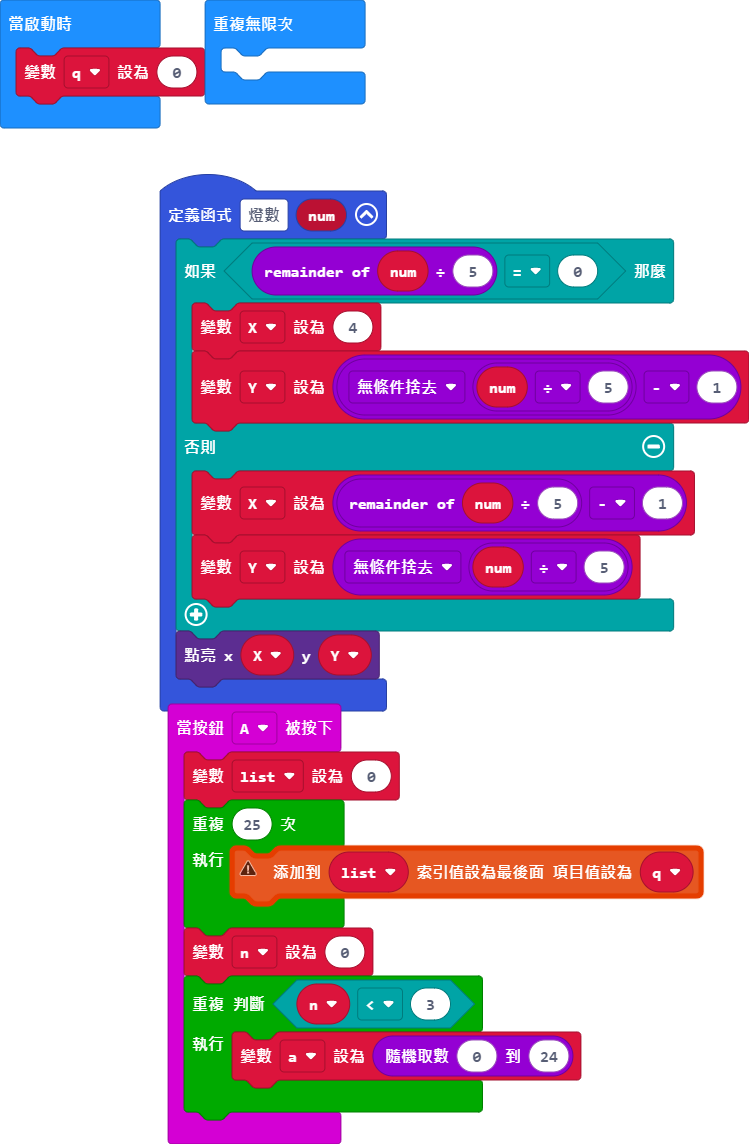 當啟動時
變數 q 設為 0
重複無限次
定義函式 燈數 num
如果 remainder of num ÷ 5 = 0 那麼
變數 X 設為 4
變數 Y 設為 無條件捨去 num ÷ 5 - 1
否則
變數 X 設為 remainder of num ÷ 5 - 1
變數 Y 設為 無條件捨去 num ÷ 5
點亮 x X y Y
當按鈕 A 被按下
變數 list 設為 0
重複 25 次
執行 添加到 list 索引值設為最後面 項目值設為 q
變數 n 設為 0
重複 判斷 n < 3
執行 變數 a 設為 隨機取數 0 到 24